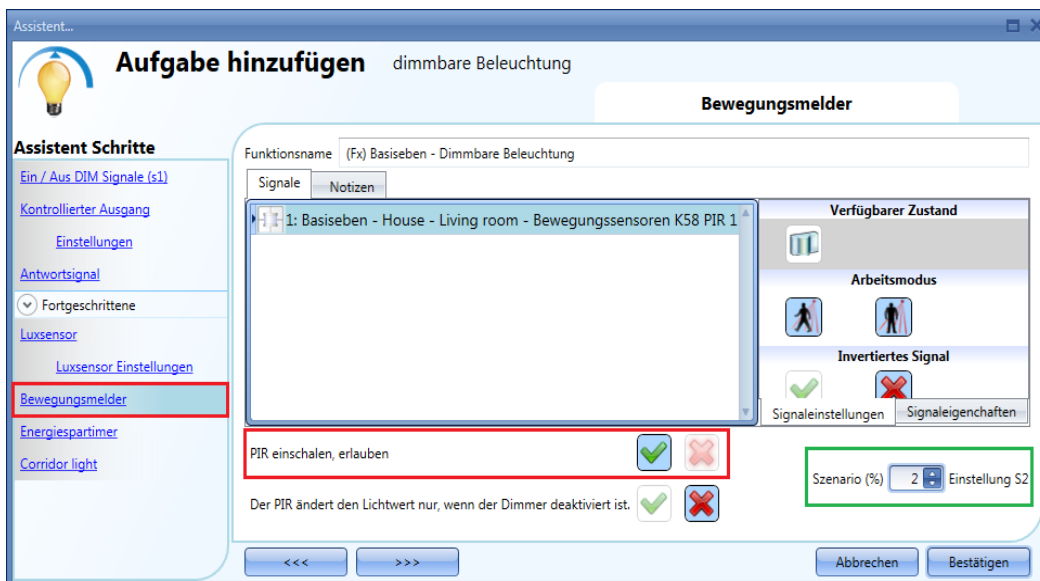 Assistent...
Aufgabe hinzufügen dimmbare Beleuchtung
Bewegungsmelder
Assistent Schritte
Ein / Aus DIM Signale (s1)
Kontrollierter Ausgang
Einstellungen
Antwortsignal
Fortgeschrittene
Luxsensor
Luxsensor Einstellungen
Bewegungsmelder
Energiespartimer
Corridor light
Funktionsname (Fx) Basiseben - Dimmbare Beleuchtung
Signale Notizen
1: Basiseben - House - Living room - Bewegungssensoren K58 PIR 1
Verfügbarer Zustand
Arbeitsmodus
Invertiertes Signal
Signaleinstellungen Signaleigenchaften
PIR einschalen, erlauben
Szenario (%) 2 Einstellung S2
Der PIR ändert den Lichtwert nur, wenn der Dimmer deaktiviert ist.
<<< >>> Abbrechen Bestätigen